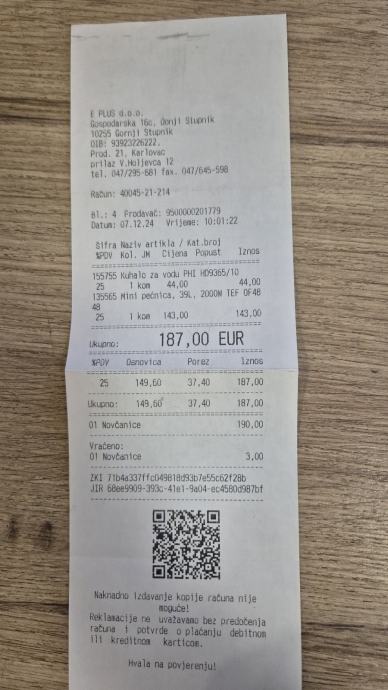 E PLUS d.o.o.
Gospodarska 16c, Donji Stupnik
10255 Gornji Stupnik
OIB: 93923226222,
Prod. 21, Karlovac
prilaz V.Holjevca 12
tel. 047/295-681 fax. 047/645-598
Račun: 40045-21-214
Bl.: 4 Prodavač: 9500000201779
Datum: 07.12.24 Vrijeme: 10:01:22
Šifra Naziv artikla / Kat.broj
%PDV Kol. JM Cijena Popust Iznos
155755 Kuhalo za vodu PHI HD9365/10
25 1 kom 44,00 44,00
135565 Mini pećnica, 39L, 2000W TEF OF48
48
25 1 kom 143,00 143,00
Ukupno: 187,00 EUR
%PDV Osnovica Porez Iznos
25 149,60 37,40 187,00
Ukupno: 149,60 37,40 187,00
01 Novčanice 190,00
Vraćeno:
01 Novčanice 3,00
ZKI 71b4a337ffc049818d93b7e55c62f28b
JIR 68ee9909-393c-41e1-9a04-ec4580d987bf
Naknadno izdavanje kopije računa nije
moguće!
Reklamacije ne uvažavamo bez predočenja
računa i potvrde o plaćanju debitnom
ili kreditnom karticom.
Hvala na povjerenju!